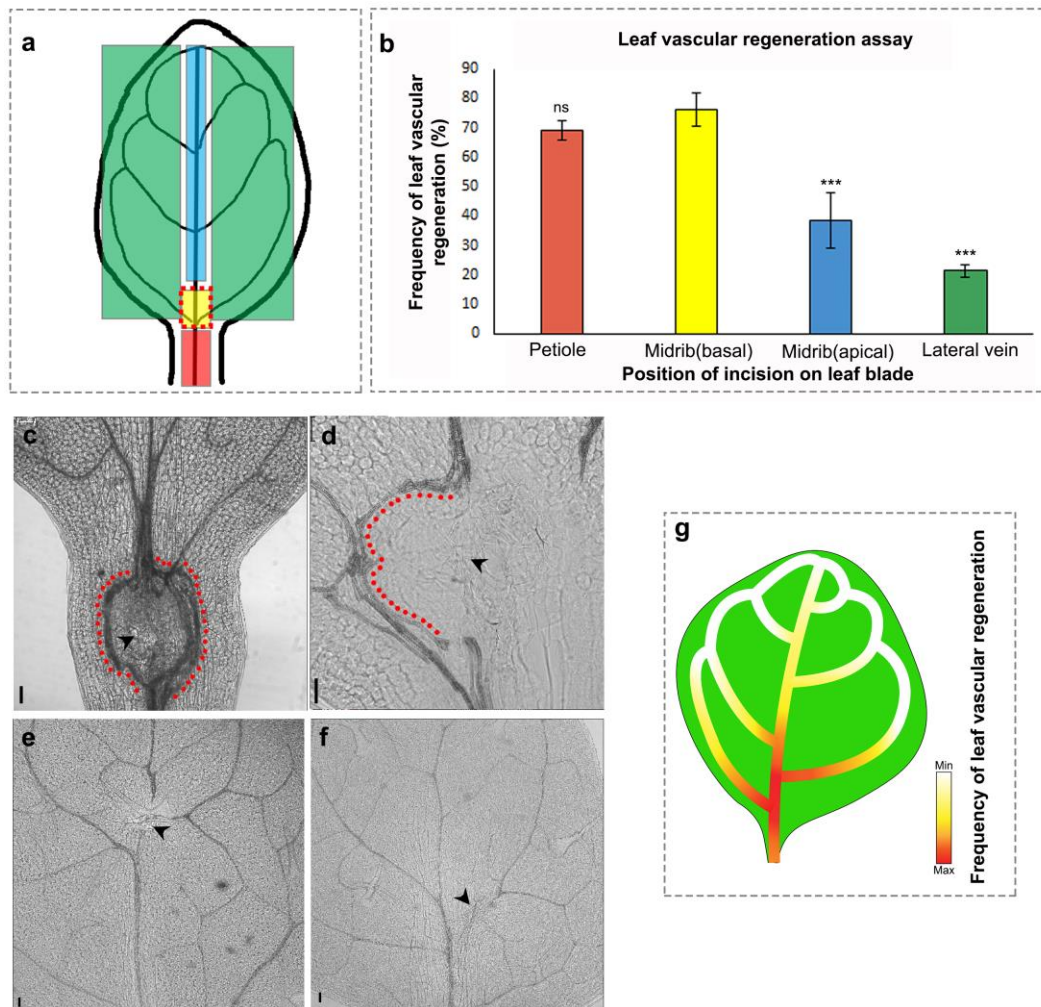 a
b
Leaf vascular regeneration assay
Frequency of leaf vascular
regeneration (%)
90
80
70
60
50
40
30
20
10
0
ns
***
***
Petiole
Midrib(basal)
Midrib(apical)
Lateral vein
Position of incision on leaf blade
c
d
e
f
g
Min
Max
Frequency of leaf vascular regeneration